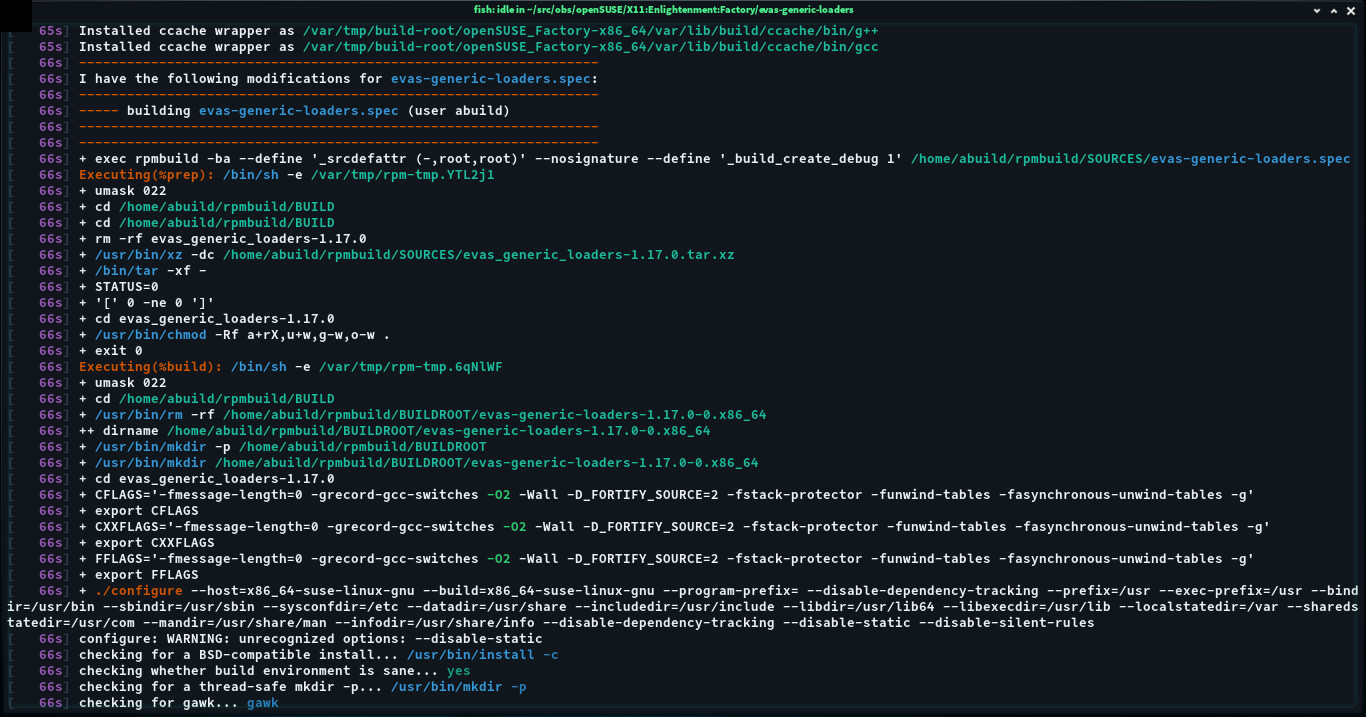 fish: idle in ~/src/obs/openSUSE/X11:Enlightenment:Factory/evas-generic-loaders
[   65s] Installed ccache wrapper as /var/tmp/build-root/openSUSE_Factory-x86_64/var/lib/build/ccache/bin/g++
[   65s] Installed ccache wrapper as /var/tmp/build-root/openSUSE_Factory-x86_64/var/lib/build/ccache/bin/gcc
[   66s] -----------------------------------------------------------------
[   66s] I have the following modifications for evas-generic-loaders.spec:
[   66s] -----------------------------------------------------------------
[   66s] ----- building evas-generic-loaders.spec (user abuild)
[   66s] -----------------------------------------------------------------
[   66s] -----------------------------------------------------------------
[   66s] + exec rpmbuild -ba --define '_srcdefattr (-,root,root)' --nosignature --define '_build_create_debug 1' /home/abuild/rpmbuild/SOURCES/evas-generic-loaders.spec
[   66s] Executing(%prep): /bin/sh -e /var/tmp/rpm-tmp.YTL2j1
[   66s] + umask 022
[   66s] + cd /home/abuild/rpmbuild/BUILD
[   66s] + cd /home/abuild/rpmbuild/BUILD
[   66s] + rm -rf evas_generic_loaders-1.17.0
[   66s] + /usr/bin/xz -dc /home/abuild/rpmbuild/SOURCES/evas_generic_loaders-1.17.0.tar.xz
[   66s] + /bin/tar -xf -
[   66s] + STATUS=0
[   66s] + '[' 0 -ne 0 ']'
[   66s] + cd evas_generic_loaders-1.17.0
[   66s] + /usr/bin/chmod -Rf a+rX,u+w,g-w,o-w .
[   66s] + exit 0
[   66s] Executing(%build): /bin/sh -e /var/tmp/rpm-tmp.6qNlWF
[   66s] + umask 022
[   66s] + cd /home/abuild/rpmbuild/BUILD
[   66s] + /usr/bin/rm -rf /home/abuild/rpmbuild/BUILDROOT/evas-generic-loaders-1.17.0-0.x86_64
[   66s] ++ dirname /home/abuild/rpmbuild/BUILDROOT/evas-generic-loaders-1.17.0-0.x86_64
[   66s] + /usr/bin/mkdir -p /home/abuild/rpmbuild/BUILDROOT
[   66s] + /usr/bin/mkdir /home/abuild/rpmbuild/BUILDROOT/evas-generic-loaders-1.17.0-0.x86_64
[   66s] + cd evas_generic_loaders-1.17.0
[   66s] + CFLAGS='-fmessage-length=0 -grecord-gcc-switches -O2 -Wall -D_FORTIFY_SOURCE=2 -fstack-protector -funwind-tables -fasynchronous-unwind-tables -g'
[   66s] + export CFLAGS
[   66s] + CXXFLAGS='-fmessage-length=0 -grecord-gcc-switches -O2 -Wall -D_FORTIFY_SOURCE=2 -fstack-protector -funwind-tables -fasynchronous-unwind-tables -g'
[   66s] + export CXXFLAGS
[   66s] + FFLAGS='-fmessage-length=0 -grecord-gcc-switches -O2 -Wall -D_FORTIFY_SOURCE=2 -fstack-protector -funwind-tables -fasynchronous-unwind-tables -g'
[   66s] + export FFLAGS
[   66s] + ./configure --host=x86_64-suse-linux-gnu --build=x86_64-suse-linux-gnu --program-prefix= --disable-dependency-tracking --prefix=/usr --exec-prefix=/usr --bind
ir=/usr/bin --sbindir=/usr/sbin --sysconfdir=/etc --datadir=/usr/share --includedir=/usr/include --libdir=/usr/lib64 --libexecdir=/usr/lib --localstatedir=/var --shareds
tatedir=/usr/com --mandir=/usr/share/man --infodir=/usr/share/info --disable-dependency-tracking --disable-static --disable-silent-rules
[   66s] configure: WARNING: unrecognized options: --disable-static
[   66s] checking for a BSD-compatible install... /usr/bin/install -c
[   66s] checking whether build environment is sane... yes
[   66s] checking for a thread-safe mkdir -p... /usr/bin/mkdir -p
[   66s] checking for gawk... gawk